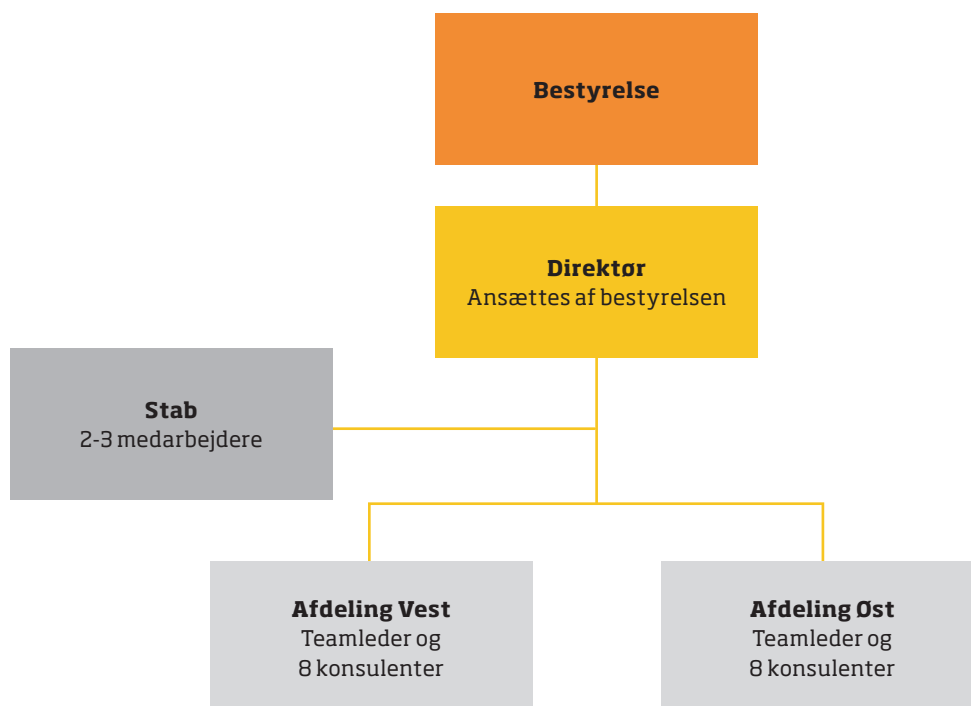 Bestyrelse
Direktør
Ansættes af bestyrelsen
Stab
2-3 medarbejdere
Afdeling Vest
Teamleder og
8 konsulenter
Afdeling Øst
Teamleder og
8 konsulenter